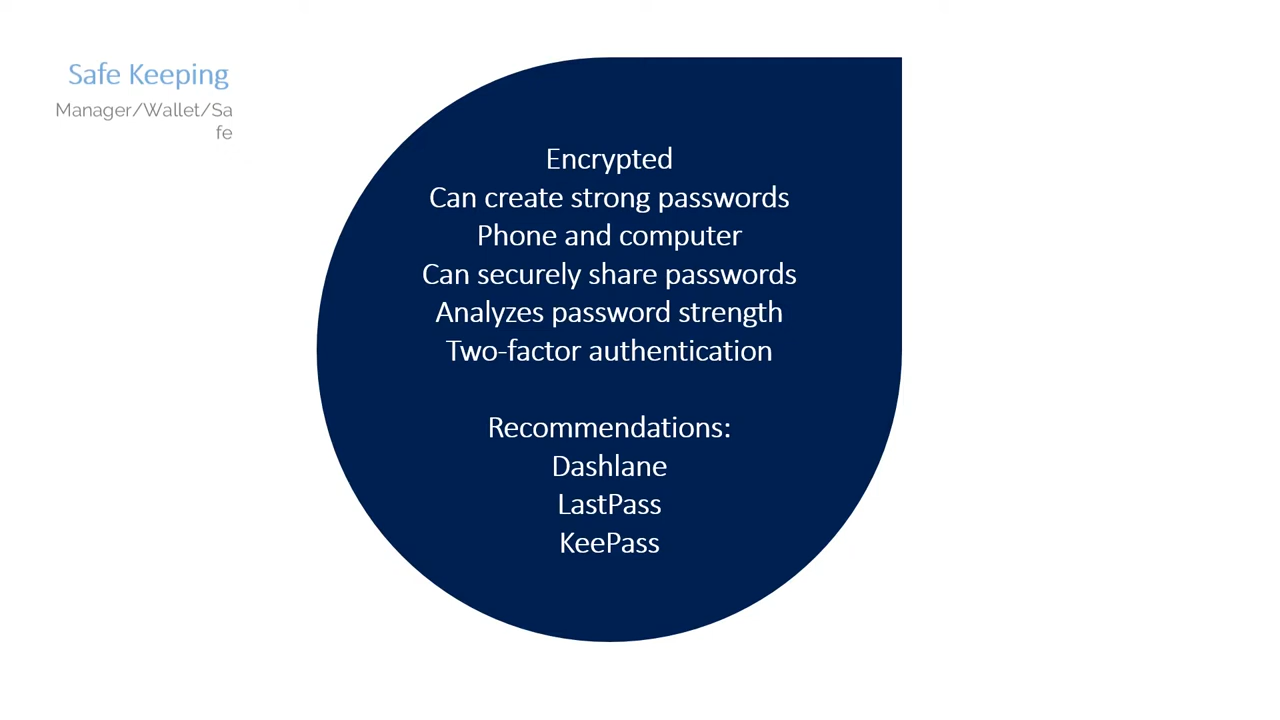 Safe Keeping
Manager/Wallet/Sa
fe
Encrypted
Can create strong passwords
Phone and computer
Can securely share passwords
Analyzes password strength
Two-factor authentication
Recommendations:
Dashlane
LastPass
KeePass